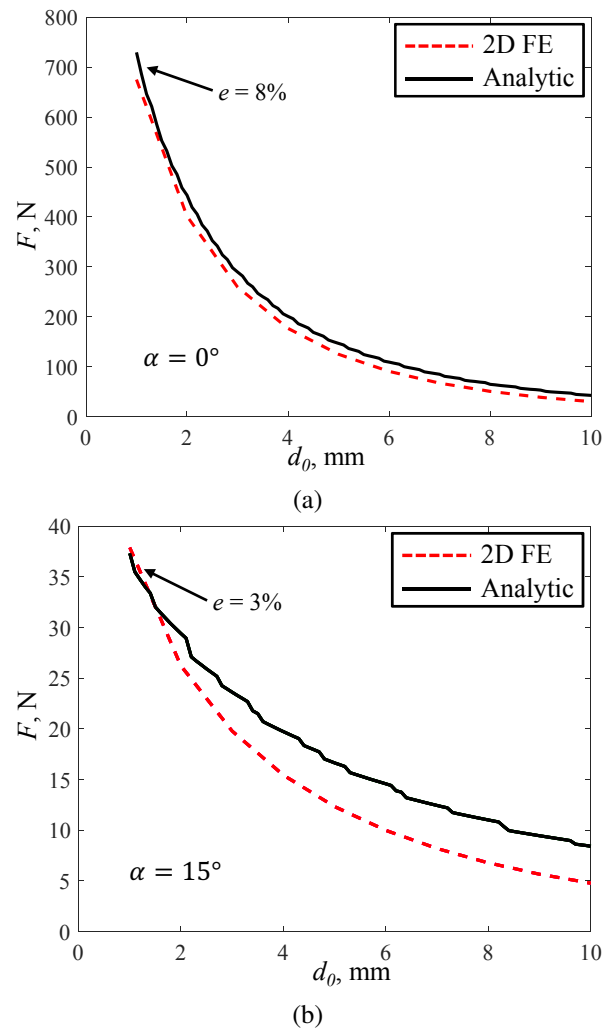 800
700
600
500
400
300
200
100
0
F, N
2D FE
Analytic
e = 8%
α = 0°
0 2 4 6 8 10
d0, mm
(a)
40
35
30
25
20
15
10
5
0
F, N
2D FE
Analytic
e = 3%
α = 15°
0 2 4 6 8 10
d0, mm
(b)